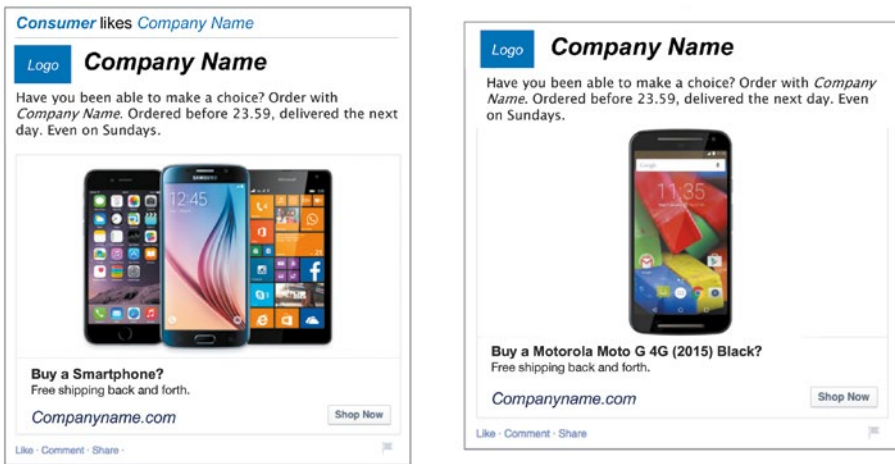 Consumer likes Company Name
Logo
Company Name
Have you been able to make a choice? Order with
Company Name. Ordered before 23.59, delivered the next
day. Even on Sundays.
SAMSUNG
12:45
Microsoft
Buy a Smartphone?
Free shipping back and forth.
Companyname.com
Shop Now
Like · Comment · Share ·
Logo
Company Name
Have you been able to make a choice? Order with Company
Name. Ordered before 23.59, delivered the next day. Even
on Sundays.
Google
11:35
Buy a Motorola Moto G 4G (2015) Black?
Free shipping back and forth.
Companyname.com
Shop Now
Like · Comment · Share